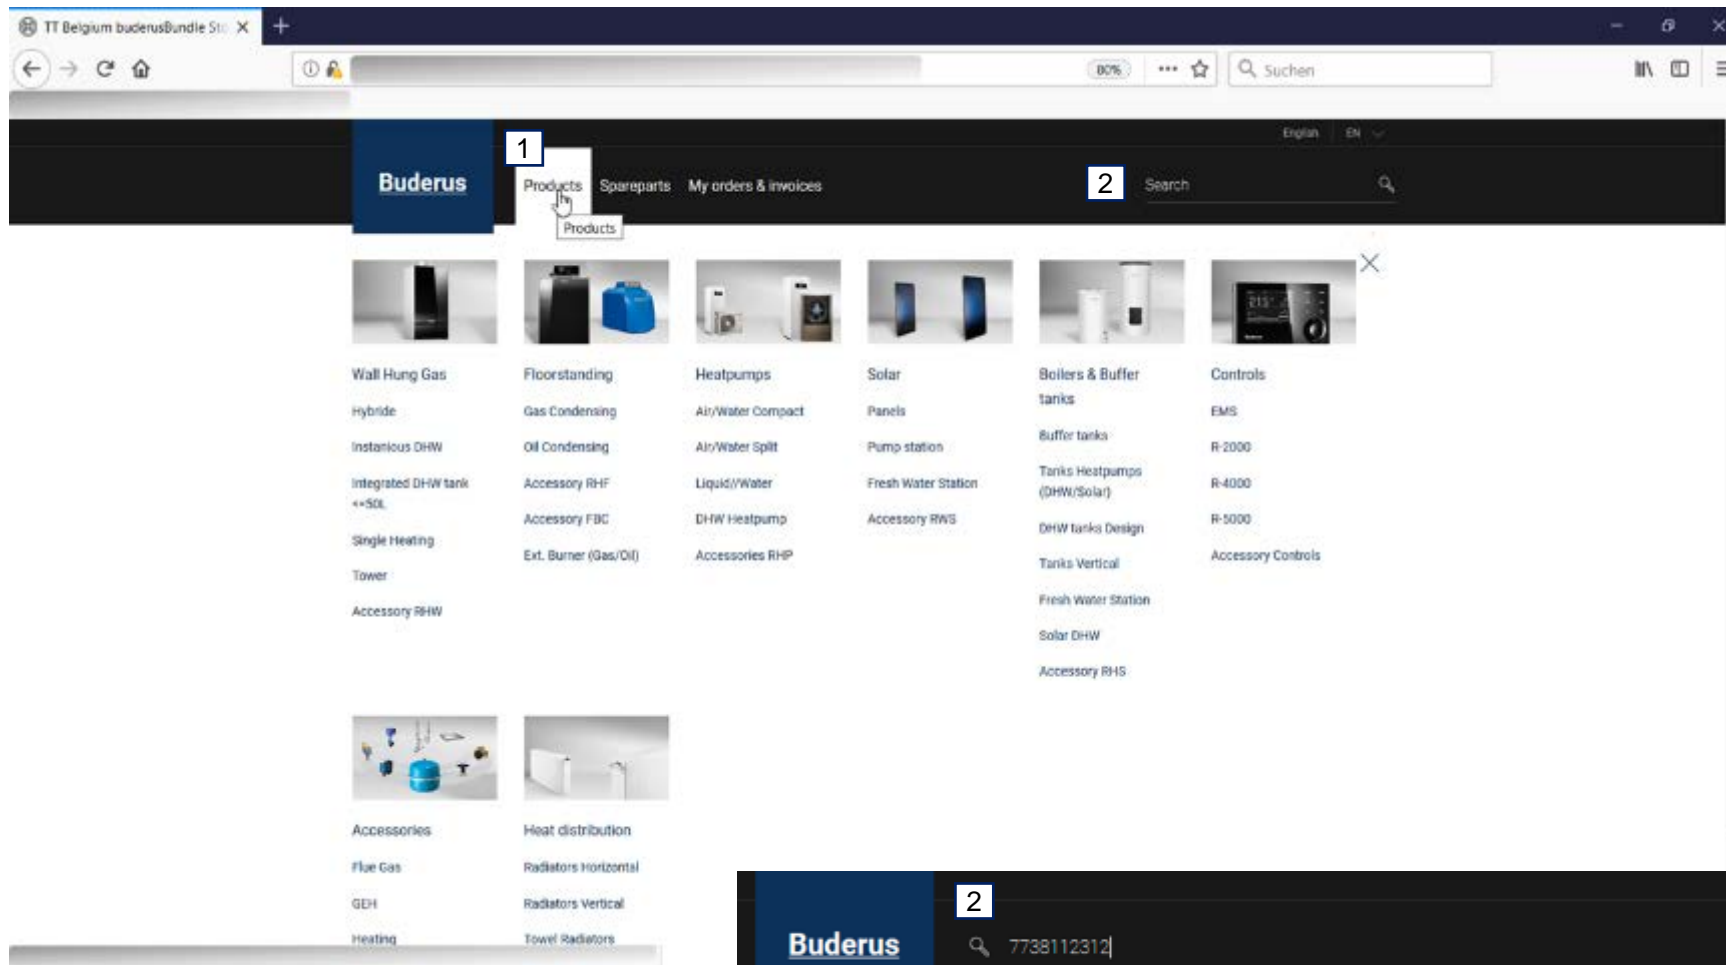 TT Belgium buderusBundle Sto
80%
Suchen
English EN
1
Buderus
Products Spareparts My orders & invoices
2
Search
Products
Wall Hung Gas
Hybride
Instanious DHW
Integrated DHW tank
<=50L
Single Heating
Tower
Accessory RHW
Floorstanding
Gas Condensing
Oil Condensing
Accessory RHF
Accessory FBC
Ext. Burner (Gas/Oil)
Heatpumps
Air/Water Compact
Air/Water Split
Liquid//Water
DHW Heatpump
Accessories RHP
Solar
Panels
Pump station
Fresh Water Station
Accessory RWS
Boilers & Buffer
tanks
Buffer tanks
Tanks Heatpumps
(DHW/Solar)
DHW tanks Design
Tanks Vertical
Fresh Water Station
Solar DHW
Accessory RHS
Controls
EMS
R-2000
R-4000
R-5000
Accessory Controls
Accessories
Flue Gas
GEH
Heating
Heat distribution
Radiators Horizontal
Radiators Vertical
Towel Radiators
2
Buderus
7738112312